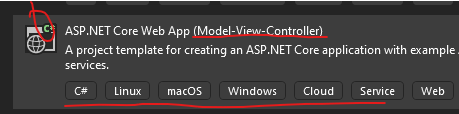 C#
ASP.NET Core Web App (Model-View-Controller)
A project template for creating an ASP.NET Core application with example
services.
C# Linux macOS Windows Cloud Service Web